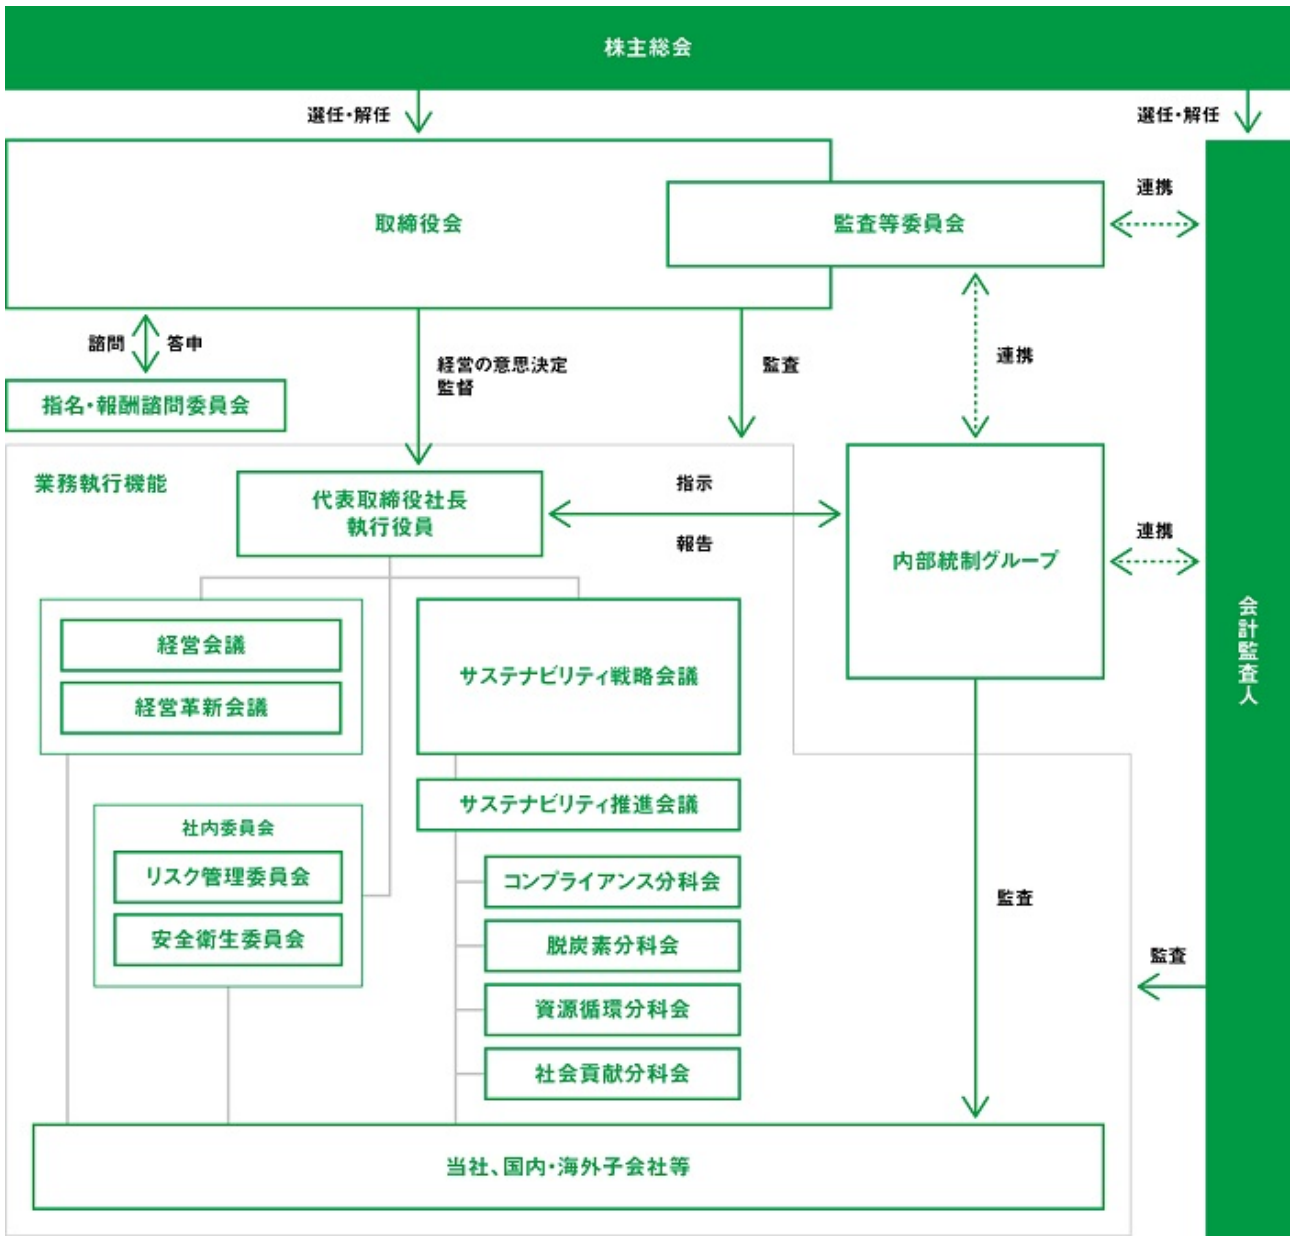 株主総会
選任・解任
選任・解任
取締役会
監査等委員会
連携
諮問
答申
経営の意思決定
監督
監査
連携
指名・報酬諮問委員会
業務執行機能
代表取締役社長
執行役員
指示
報告
内部統制グループ
連携
会計監査人
経営会議
経営革新会議
サステナビリティ戦略会議
サステナビリティ推進会議
社内委員会
リスク管理委員会
安全衛生委員会
コンプライアンス分科会
脱炭素分科会
資源循環分科会
社会貢献分科会
監査
監査
当社、国内・海外子会社等